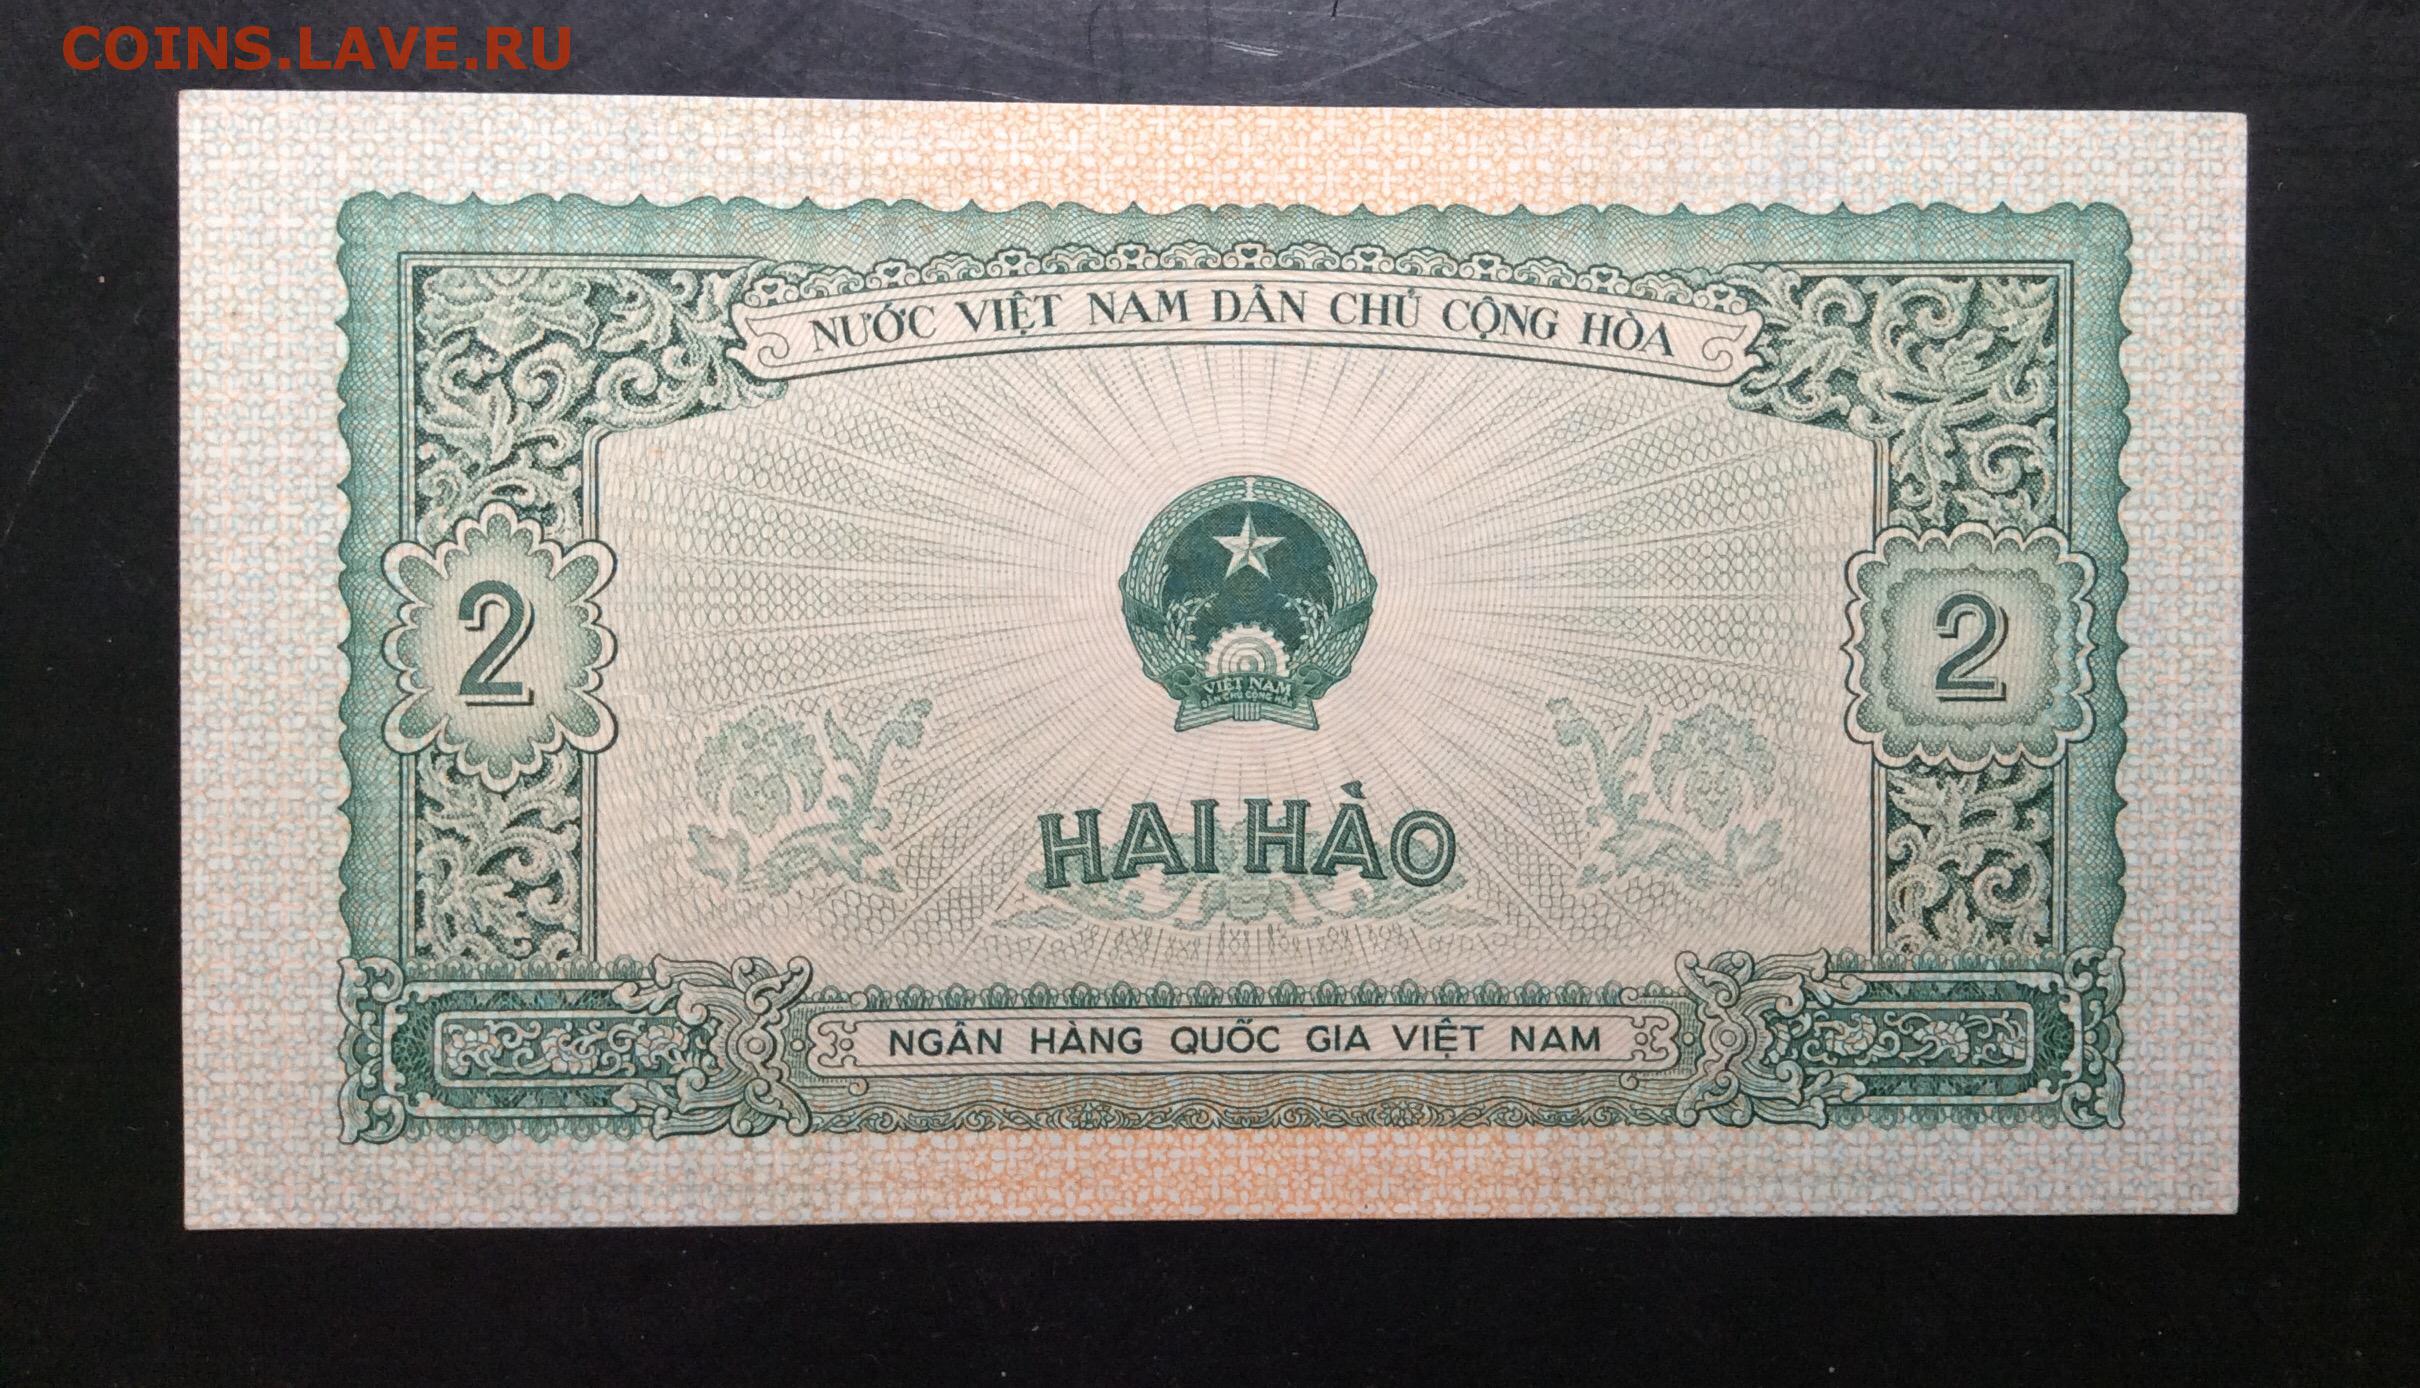 COINS.LAVE.RU
NƯỚC VIỆT NAM DÂN CHỦ CỘNG HÒA
2
2
VIỆT NAM
DÂN CHỦ CỘNG HÒA
HAI HÀO
NGÂN HÀNG QUỐC GIA VIỆT NAM